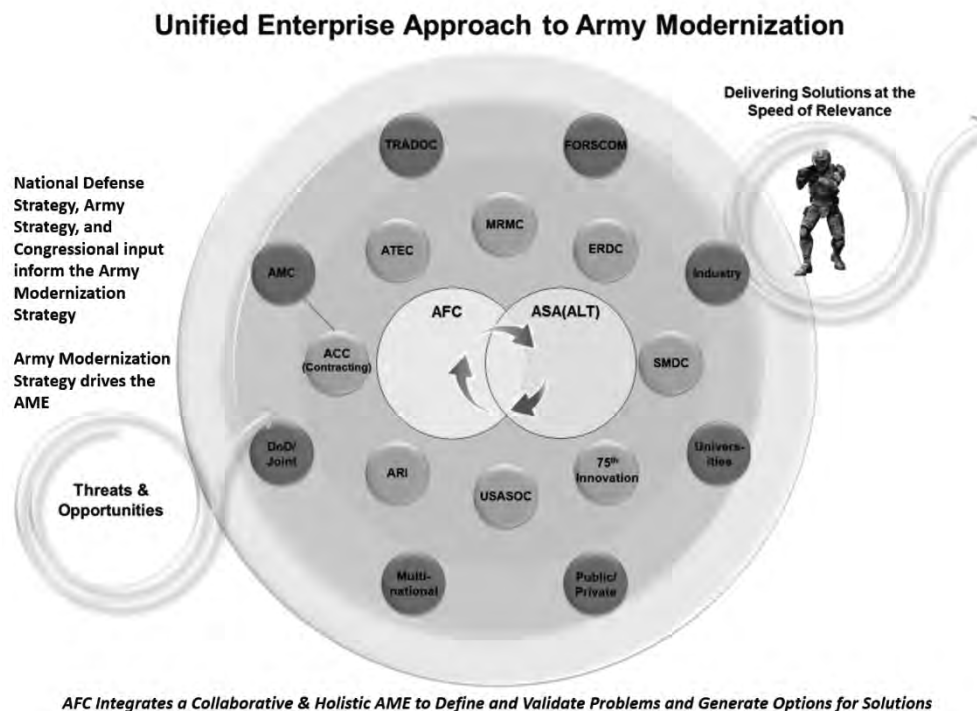 Unified Enterprise Approach to Army Modernization
Delivering Solutions at the
Speed of Relevance
National Defense
Strategy, Army
Strategy, and
Congressional input
inform the Army
Modernization
Strategy
Army Modernization
Strategy drives the
AME
TRADOC
FORSCOM
MRMC
ATEC
ERDC
AMC
Industry
AFC
ASA(ALT)
ACC
(Contracting)
SMDC
DoD/
Joint
Univers-
ities
ARI
75th
Innovation
USASOC
Threats &
Opportunities
Multi-
national
Public/
Private
AFC Integrates a Collaborative & Holistic AME to Define and Validate Problems and Generate Options for Solutions